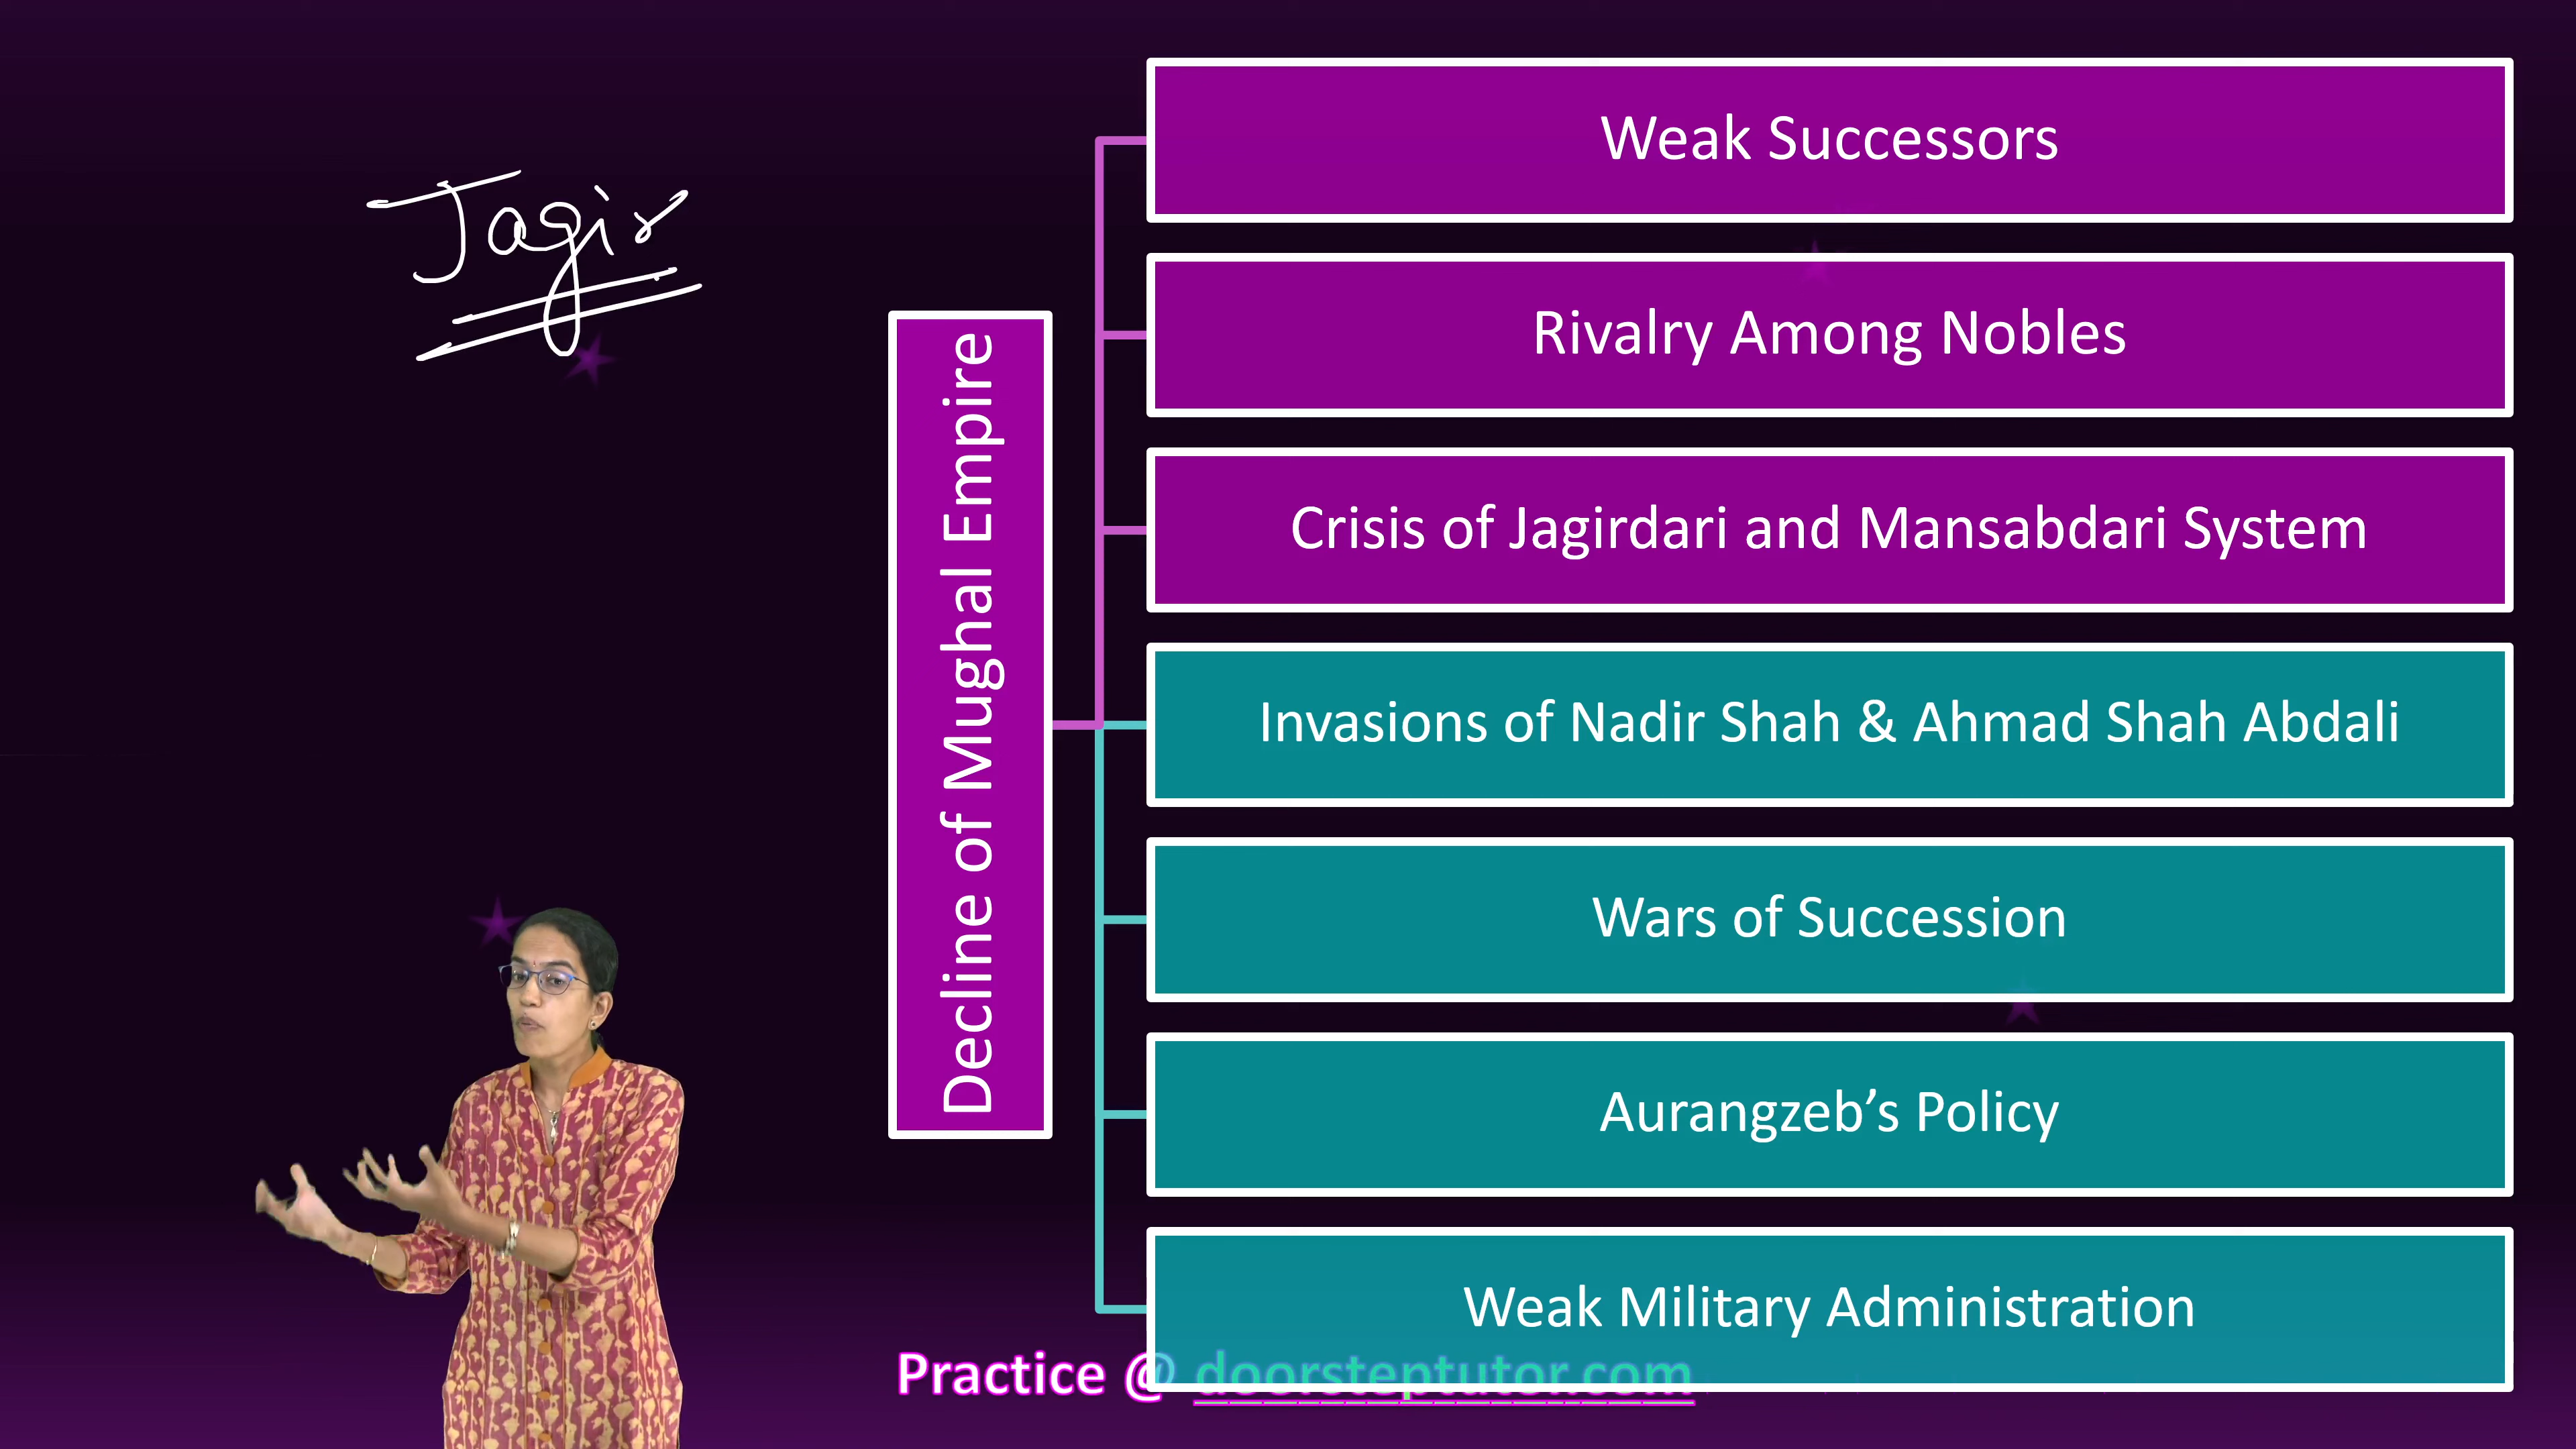 Jagir
Decline of Mughal Empire
Weak Successors
Rivalry Among Nobles
Crisis of Jagirdari and Mansabdari System
Invasions of Nadir Shah & Ahmad Shah Abdali
Wars of Succession
Aurangzeb’s Policy
Weak Military Administration
Practice @ doorsteptutor.com